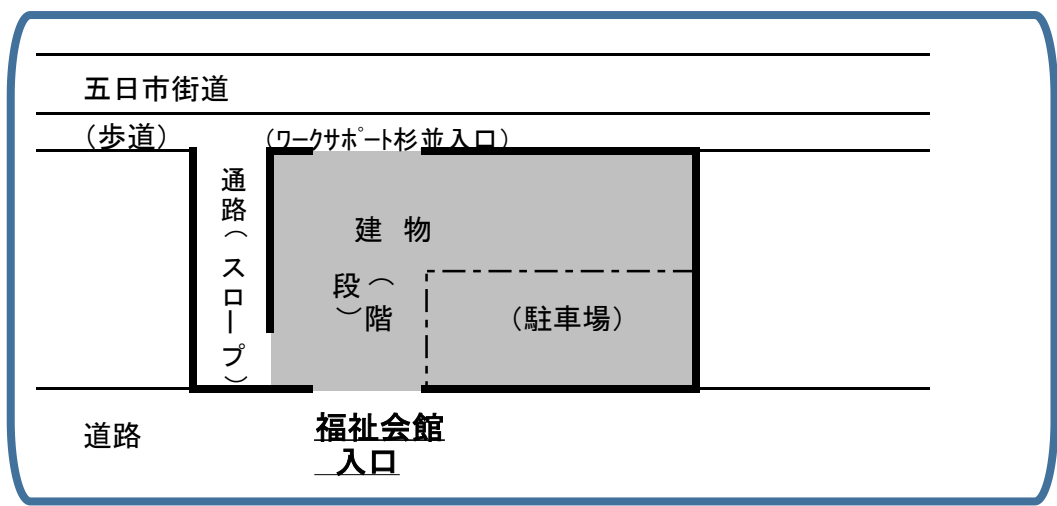 五日市街道
(歩道)
(ワークサポート杉並入口)
通路(スロープ)
建 物
(階
段)
(駐車場)
道路
福祉会館
入口